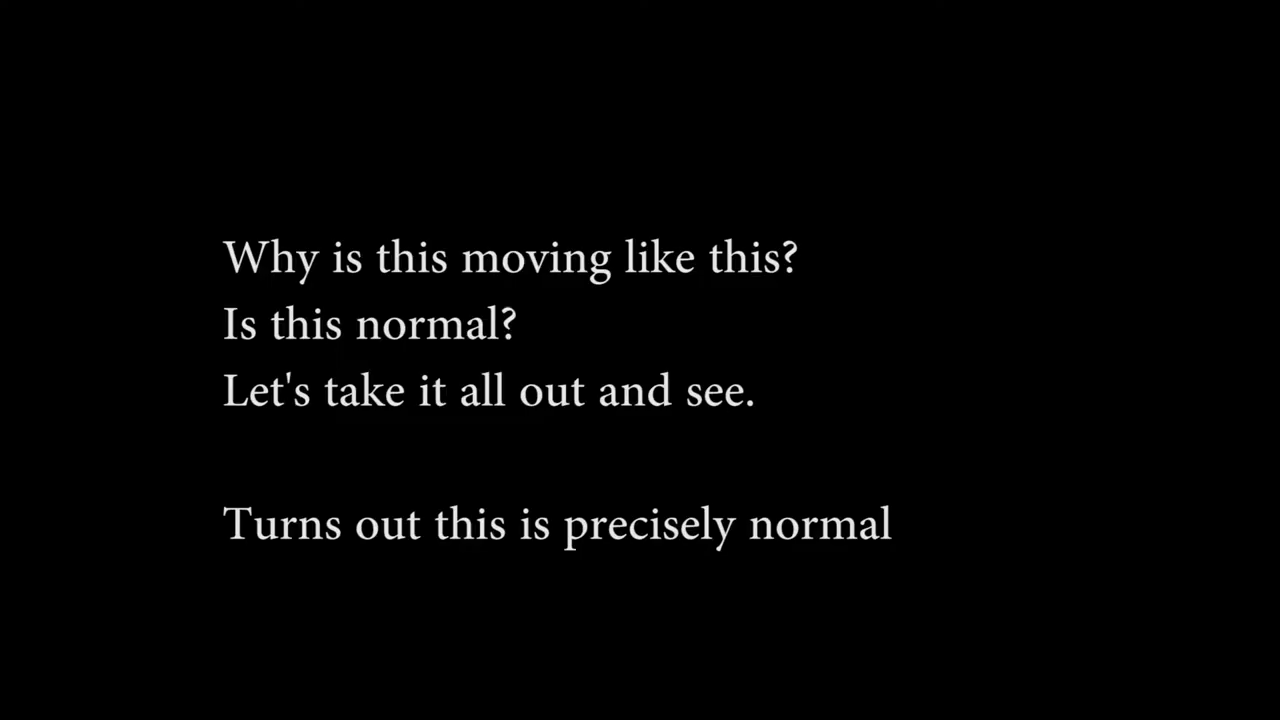 Why is this moving like this?
Is this normal?
Let's take it all out and see.
Turns out this is precisely normal